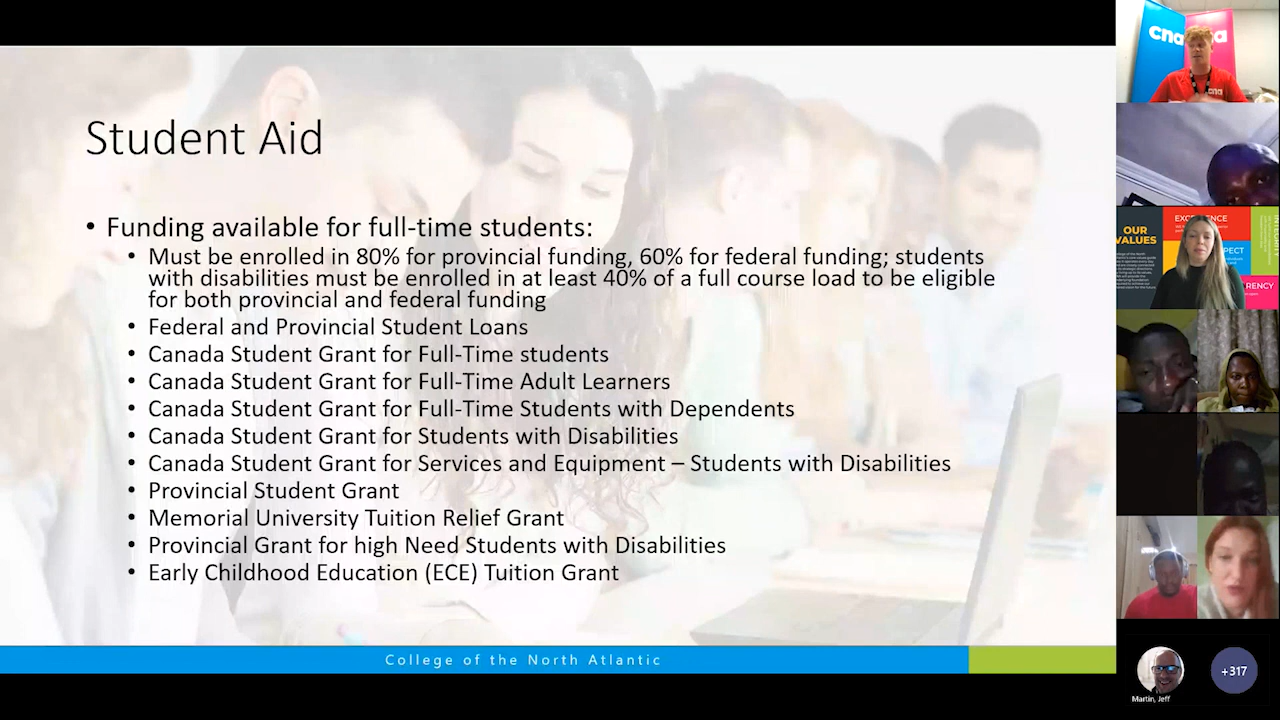 Student Aid
• Funding available for full-time students:
• Must be enrolled in 80% for provincial funding, 60% for federal funding; students
with disabilities must be enrolled in at least 40% of a full course load to be eligible
for both provincial and federal funding
• Federal and Provincial Student Loans
• Canada Student Grant for Full-Time students
• Canada Student Grant for Full-Time Adult Learners
• Canada Student Grant for Full-Time Students with Dependents
• Canada Student Grant for Students with Disabilities
• Canada Student Grant for Services and Equipment – Students with Disabilities
• Provincial Student Grant
• Memorial University Tuition Relief Grant
• Provincial Grant for high Need Students with Disabilities
• Early Childhood Education (ECE) Tuition Grant
College of the North Atlantic
cna
cna
OUR
VALUES
Martin, Jeff
+317